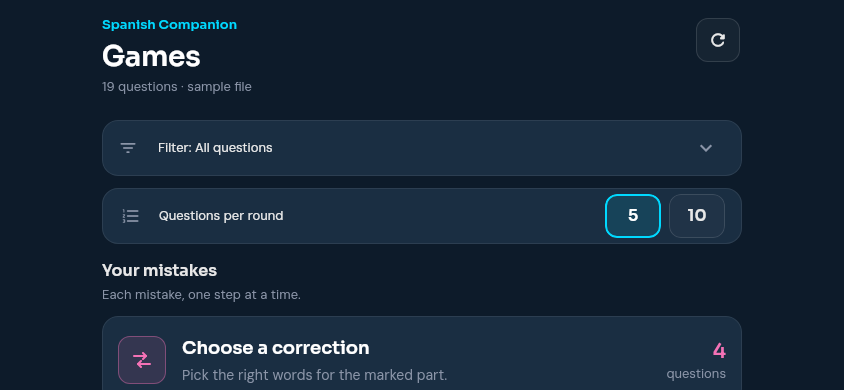 Spanish Companion
Games
19 questions · sample file
Filter: All questions
Questions per round
5
10
Your mistakes
Each mistake, one step at a time.
Choose a correction
4
Pick the right words for the marked part.
questions